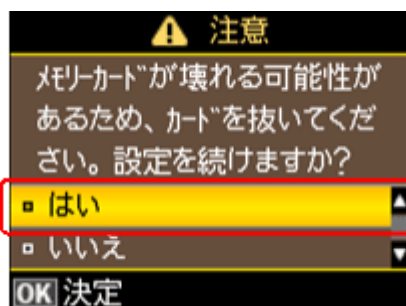 注意
メモリーカードが壊れる可能性が
あるため、カードを抜いてくだ
さい。設定を続けますか?
はい
いいえ
OK 決定